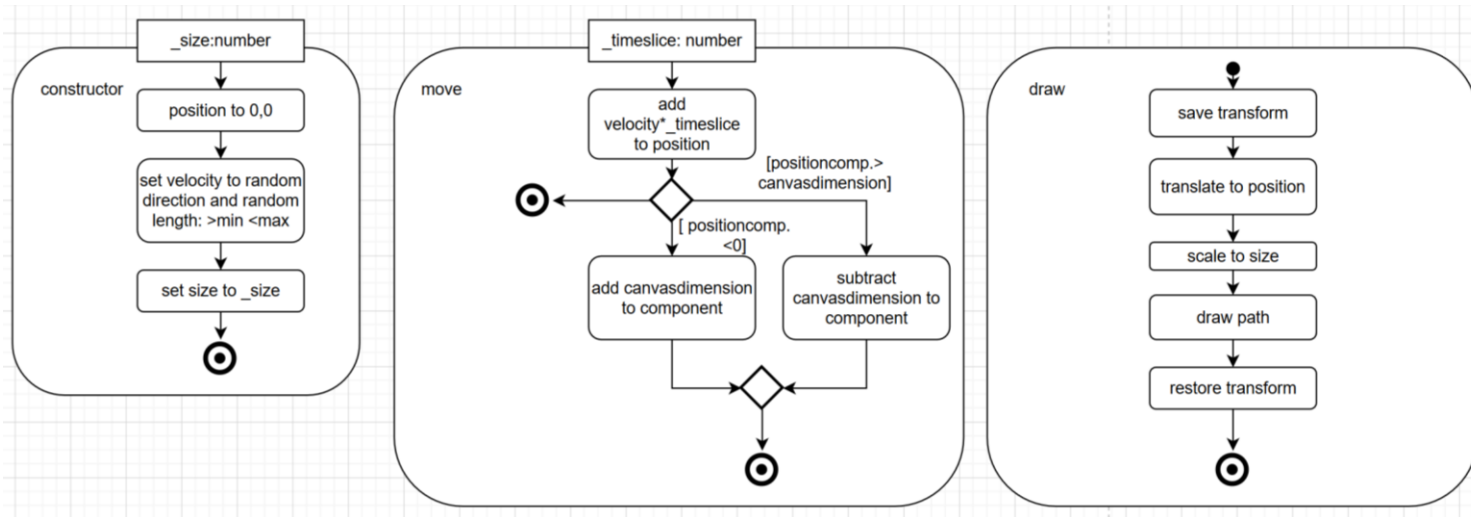 _size:number
constructor
position to 0,0
set velocity to random
direction and random
length: >min <max
set size to _size
_timeslice: number
move
add
velocity*_timeslice
to position
[positioncomp.>
canvasdimension]
[ positioncomp.
<0]
add canvasdimension
to component
subtract
canvasdimension to
component
draw
save transform
translate to position
scale to size
draw path
restore transform